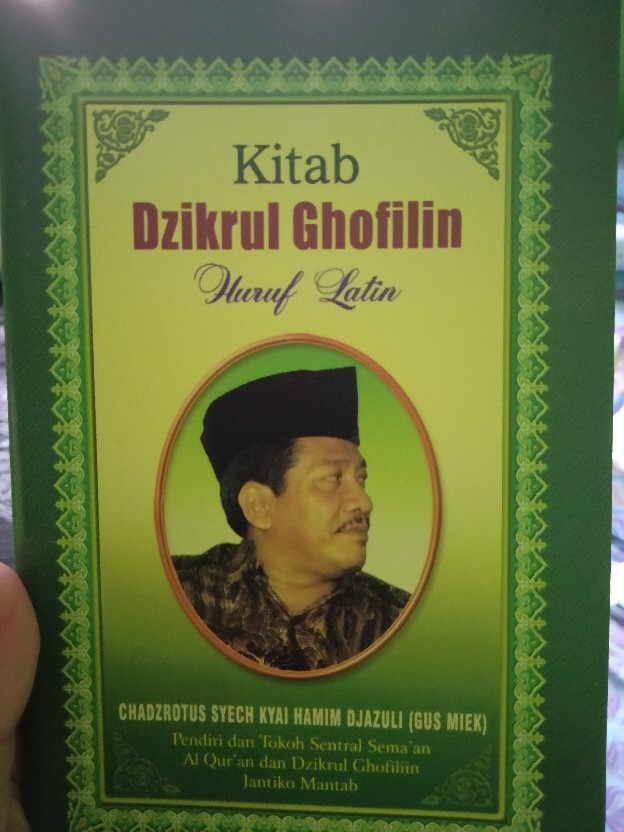 Kitab
Dzikrul Ghofilin
Huruf Latin
CHADZROTUS SYECH KYAI HAMIM DJAZULI (GUS MIEK)
Pendiri dan Tokoh Sentral Sema'an
Al Qur'an dan Dzikrul Ghofiliin
Jantiko Mantab